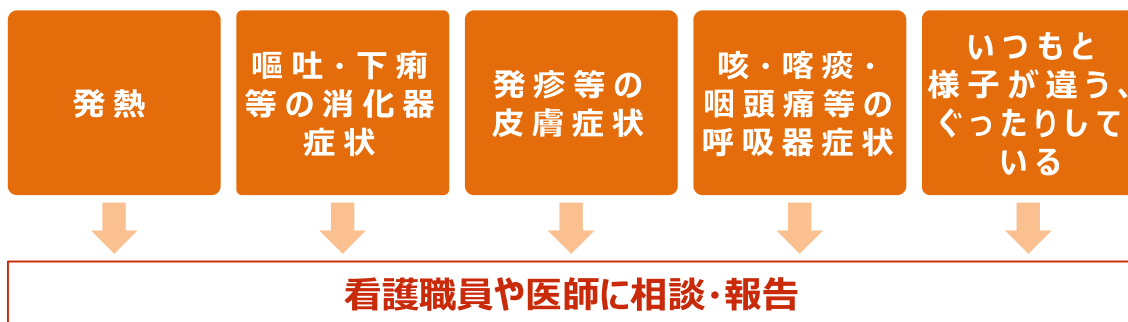 発熱
嘔吐・下痢
等の消化器
症状
発疹等の
皮膚症状
咳・喀痰・
咽頭痛等の
呼吸器症状
いつもと
様子が違う、
ぐったりして
いる
看護職員や医師に相談・報告